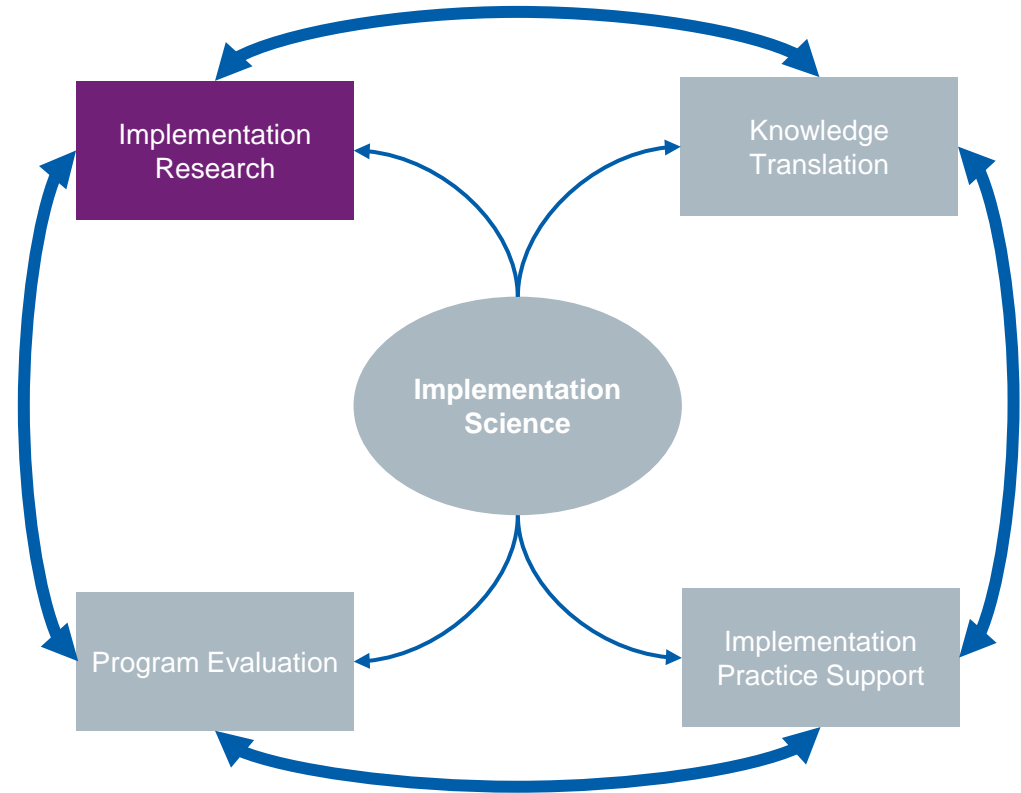 Implementation
Research
Knowledge
Translation
Implementation
Science
Program Evaluation
Implementation
Practice Support